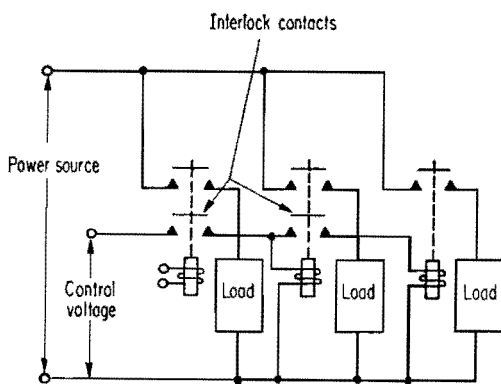 Interlock contacts
Power source
Control
voltage
Load
Load
Load